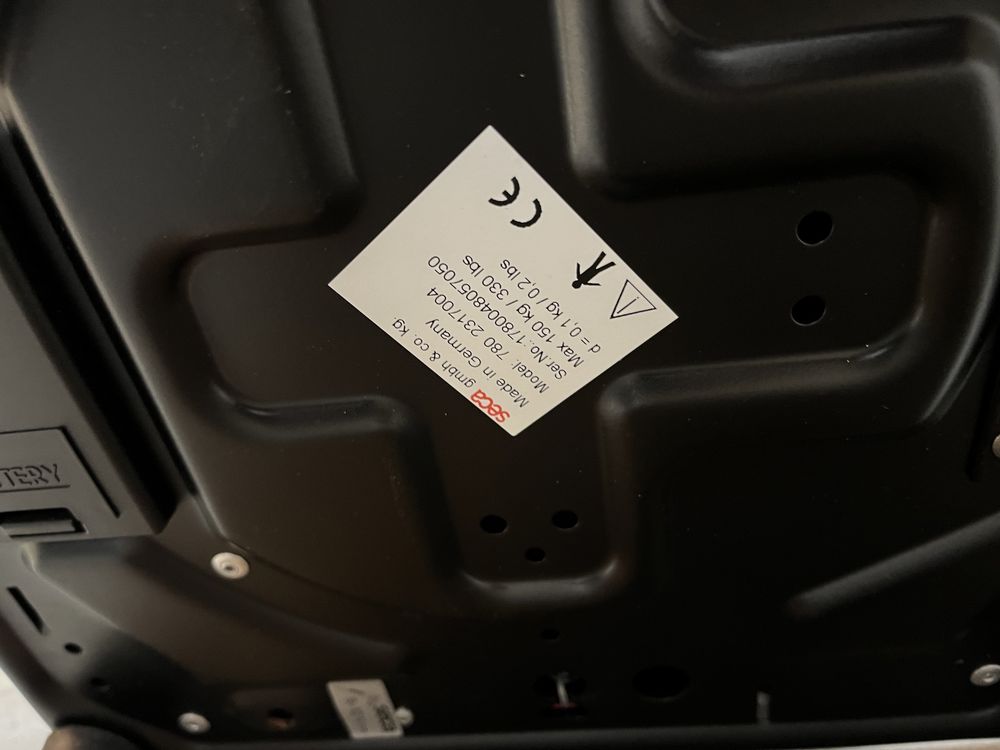 seca gmbh & co. kg.
Made in Germany
Model: 780 2317004
Ser.No.:1780048057050
Max 150 kg / 330 lbs
d = 0,1 kg / 0,2 lbs
CE
TERY